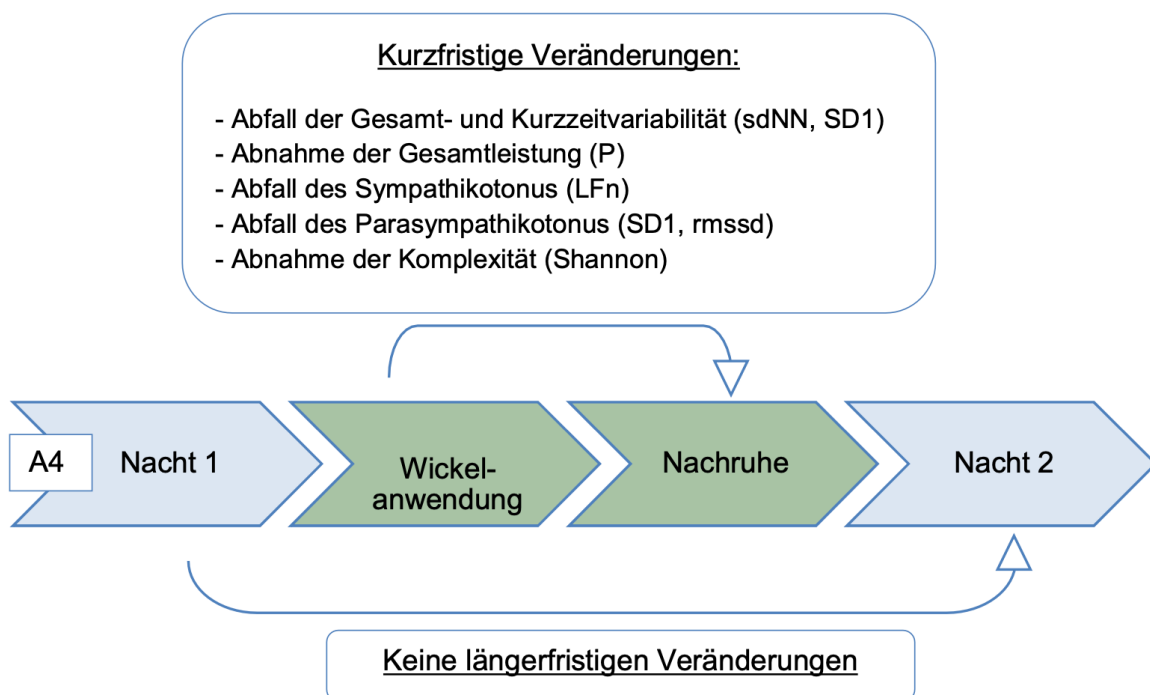 Kurzfristige Veränderungen:
- Abfall der Gesamt- und Kurzzeitvariabilität (sdNN, SD1)
- Abnahme der Gesamtleistung (P)
- Abfall des Sympathikotonus (LFn)
- Abfall des Parasympathikotonus (SD1, rmssd)
- Abnahme der Komplexität (Shannon)
A4
Nacht 1
Wickel-
anwendung
Nachruhe
Nacht 2
Keine längerfristigen Veränderungen